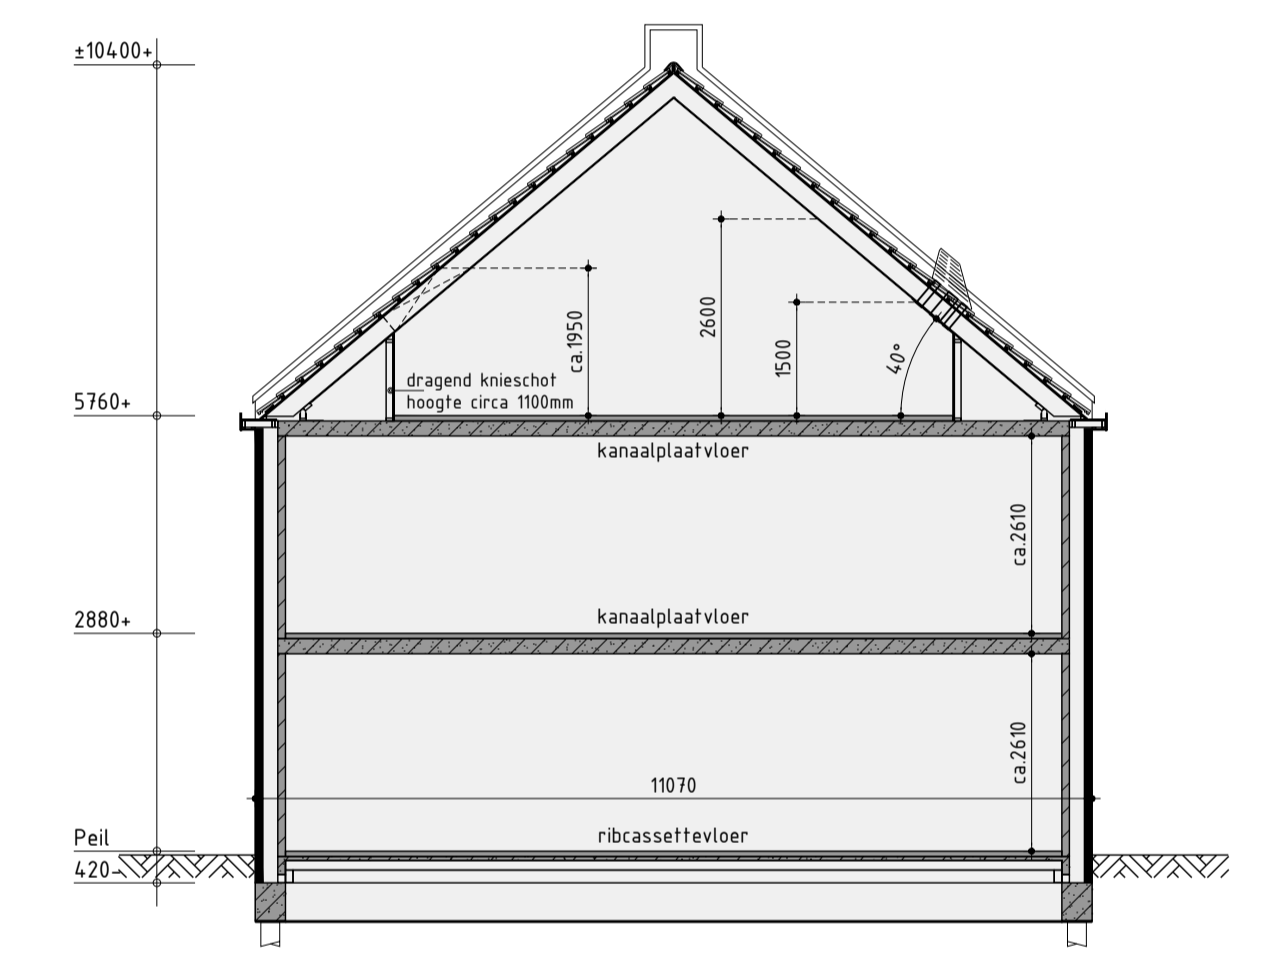 ±10400+
2600
ca.1950
1500
40°
dragend knieschot
hoogte circa 1100mm
5760+
kanaalplaatvloer
ca.2610
kanaalplaatvloer
2880+
ca.2610
11070
ribcassettevloer
Peil
420-